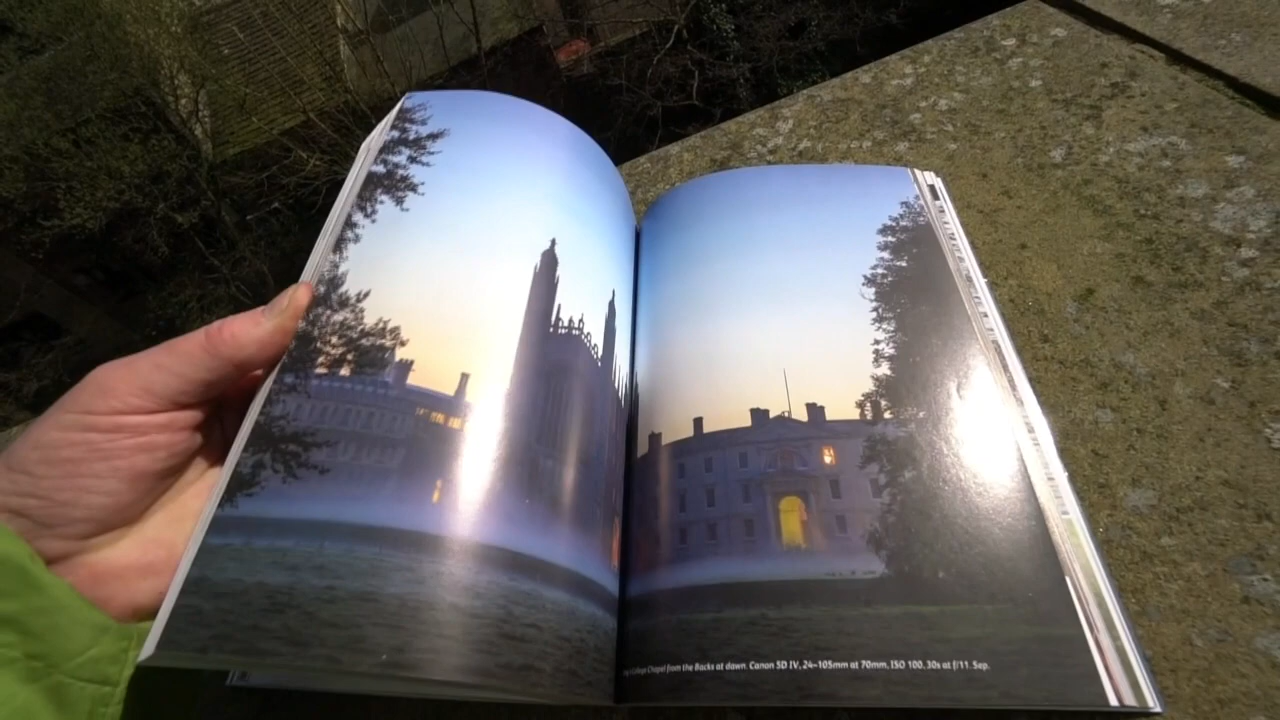 College Chapel from the Backs at dawn. Canon 5D IV, 24–105mm at 70mm, ISO 100, 30s at f/11. Sep.